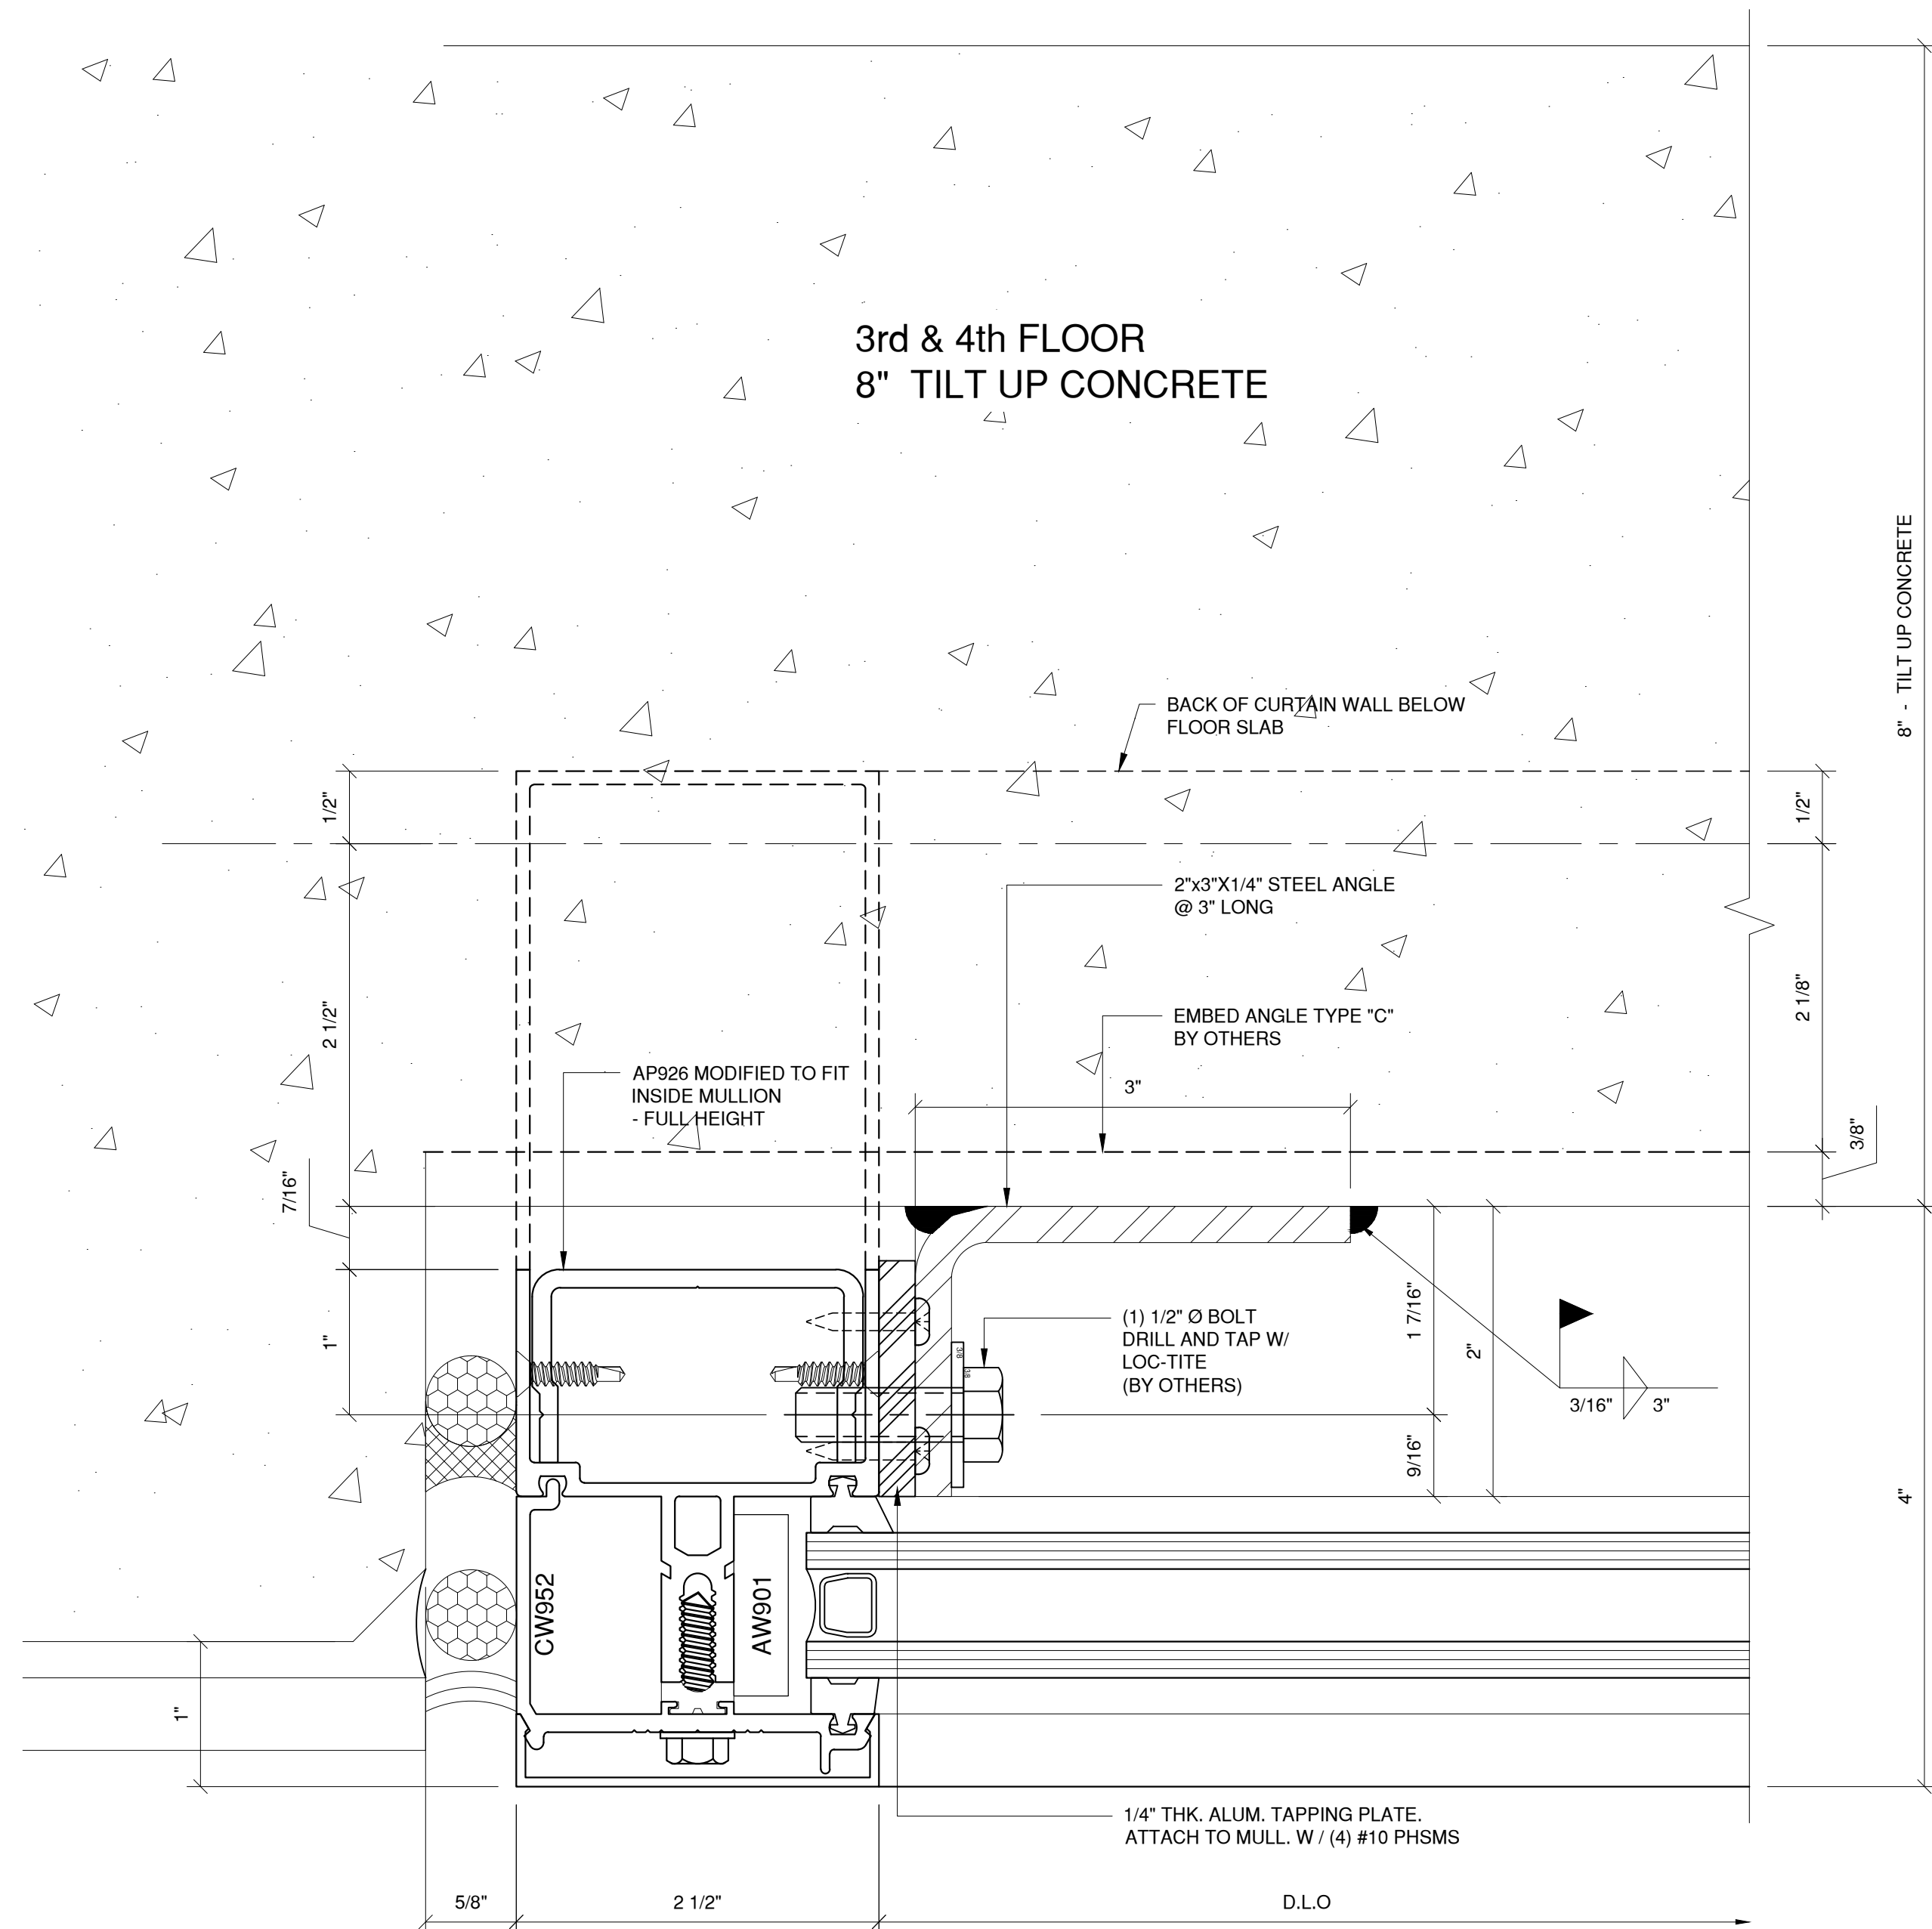 3rd & 4th FLOOR
8" TILT UP CONCRETE
8" - TILT UP CONCRETE
BACK OF CURTAIN WALL BELOW
FLOOR SLAB
1/2"
1/2"
2"x3"X1/4" STEEL ANGLE
@ 3" LONG
2 1/2"
2 1/8"
EMBED ANGLE TYPE "C"
BY OTHERS
AP926 MODIFIED TO FIT
INSIDE MULLION
- FULL HEIGHT
3"
3/8"
7/16"
1"
(1) 1/2" Ø BOLT
DRILL AND TAP W/
LOC-TITE
(BY OTHERS)
3/8
3/8
1 7/16"
2"
3/16"
3"
9/16"
4"
CW952
AW901
1"
1/4" THK. ALUM. TAPPING PLATE.
ATTACH TO MULL. W / (4) #10 PHSMS
5/8"
2 1/2"
D.L.O